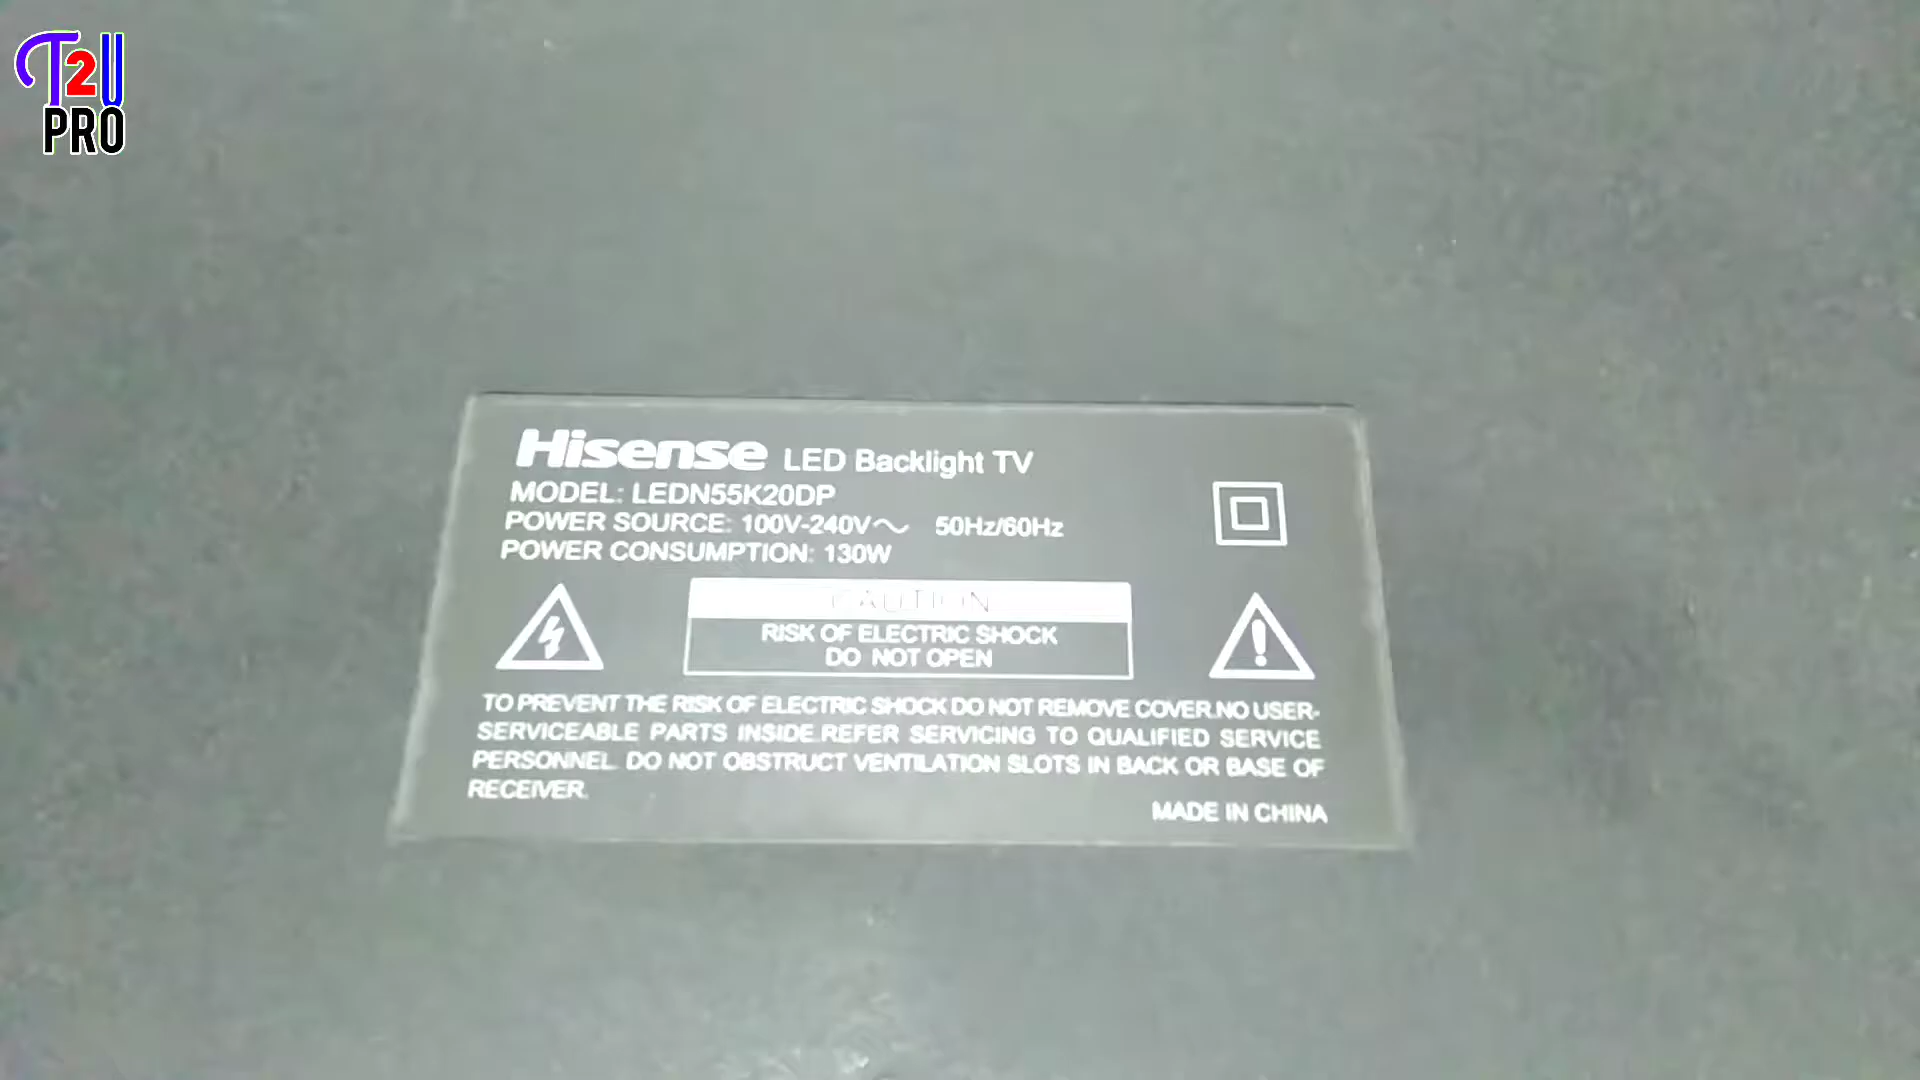 T2U
PRO
Hisense LED Backlight TV
MODEL: LEDN55K20DP
POWER SOURCE: 100V-240V~ 50Hz/60Hz
POWER CONSUMPTION: 130W
CAUTION
RISK OF ELECTRIC SHOCK
DO NOT OPEN
TO PREVENT THE RISK OF ELECTRIC SHOCK DO NOT REMOVE COVER.NO USER-
SERVICEABLE PARTS INSIDE.REFER SERVICING TO QUALIFIED SERVICE
PERSONNEL. DO NOT OBSTRUCT VENTILATION SLOTS IN BACK OR BASE OF
RECEIVER.
MADE IN CHINA